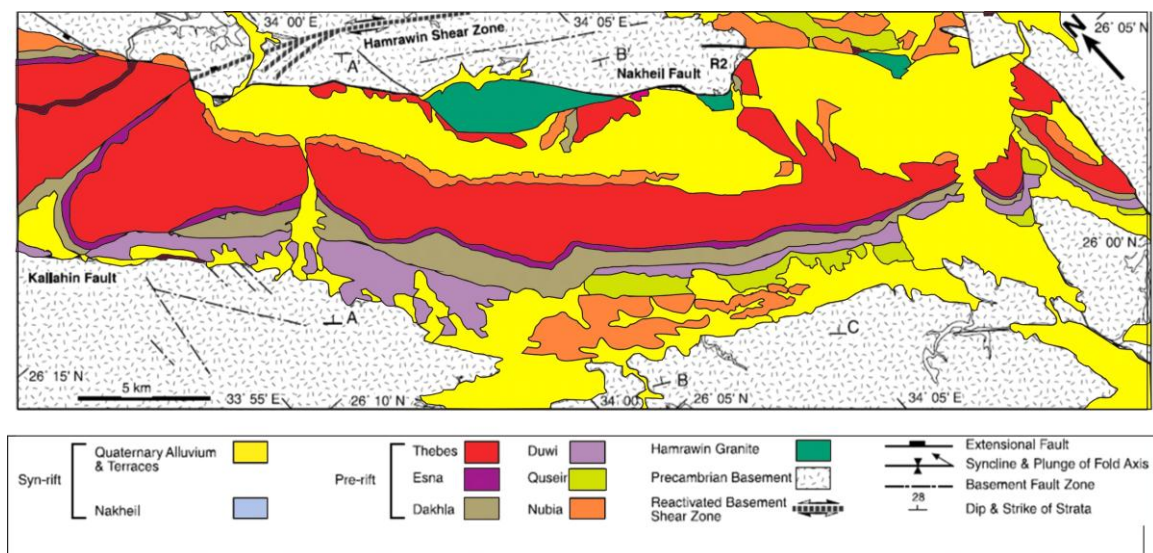 34 00' E
34 05' E
26 05' N
N
Hamrawin Shear Zone
A'
B'
R2
Nakheil Fault
26 00' N
Kallahin Fault
A
C
B
26 15' N
5 km
33 55' E
26 10' N
34 00'
26 05' N
34 05' E
Syn-rift
Quaternary Alluvium
& Terraces
Nakheil
Pre-rift
Thebes
Esna
Dakhla
Duwi
Quseir
Nubia
Hamrawin Granite
Precambrian Basement
Reactivated Basement
Shear Zone
Extensional Fault
Syncline & Plunge of Fold Axis
Basement Fault Zone
28
Dip & Strike of Strata